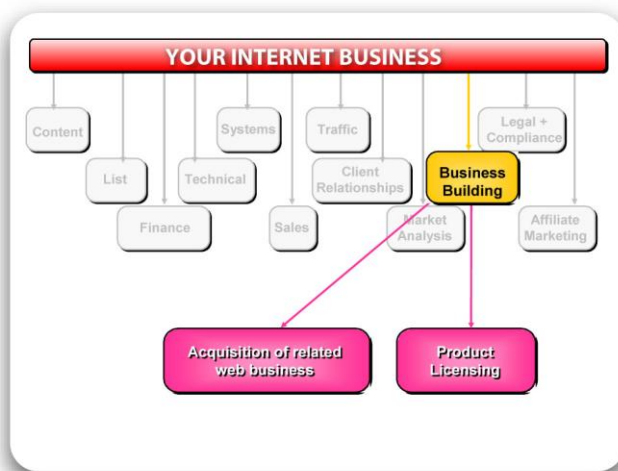 YOUR INTERNET BUSINESS
Content
Systems
Traffic
Legal +
Compliance
List
Technical
Client
Relationships
Business
Building
Finance
Sales
Market
Analysis
Affiliate
Marketing
Acquisition of related
web business
Product
Licensing